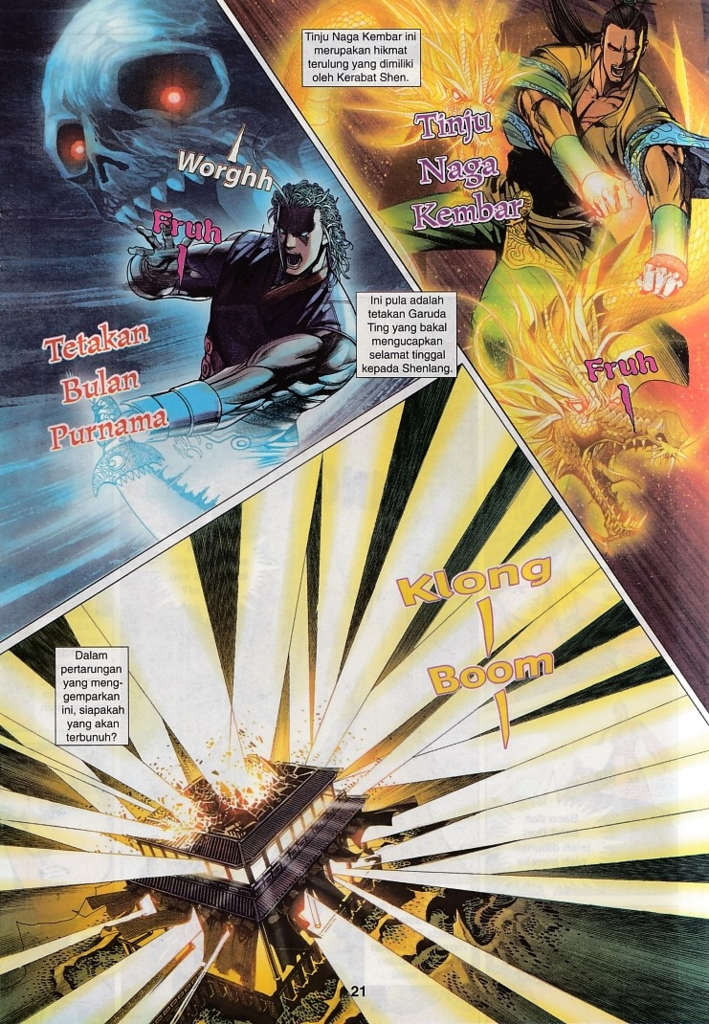 Tinju Naga Kembar ini
merupakan hikmat
terulung yang dimiliki
oleh Kerabat Shen.
Tinju
Naga
Kembar
Worghh
Fruh
Ini pula adalah
tetakan Garuda
Ting yang bakal
mengucapkan
selamat tinggal
kepada Shenlang.
Tetakan
Bulan
Purnama
Fruh
Klong
Boom
Dalam
pertarungan
yang meng-
gemparkan
ini, siapakah
yang akan
terbunuh?
21